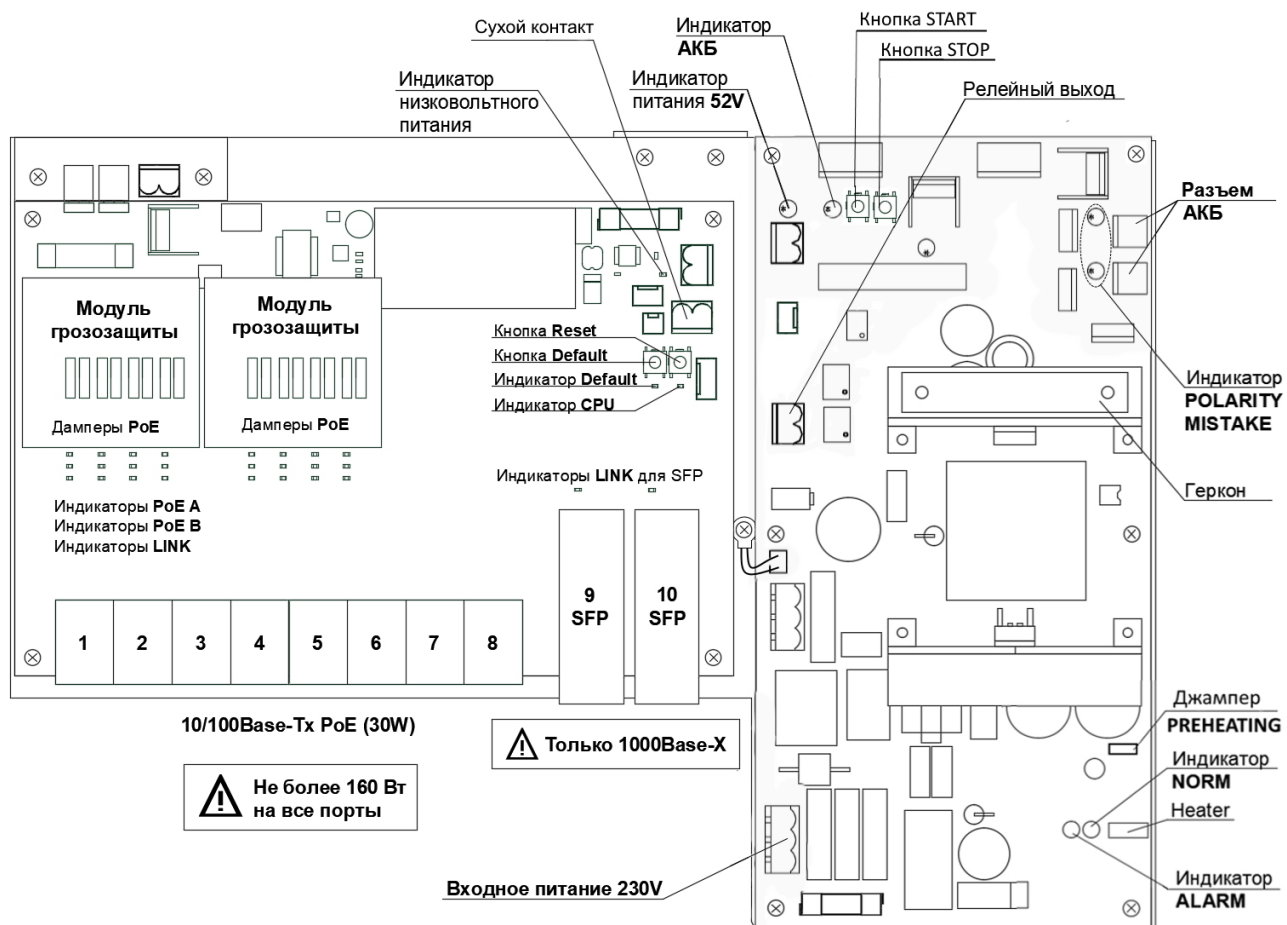 Сухой контакт
Индикатор
низковольтного
питания
Индикатор
АКБ
Индикатор
питания 52V
Кнопка START
Кнопка STOP
Релейный выход
Разъем
АКБ
Модуль
грозозащиты
Дамперы PoE
Модуль
грозозащиты
Дамперы PoE
Кнопка Reset
Кнопка Default
Индикатор Default
Индикатор CPU
Индикатор
POLARITY
MISTAKE
Геркон
Индикаторы LINK для SFP
Индикаторы PoE A
Индикаторы PoE B
Индикаторы LINK
1 2 3 4 5 6 7 8
9
SFP
10
SFP
10/100Base-Tx PoE (30W)
Только 1000Base-X
Не более 160 Вт
на все порты
Джампер
PREHEATING
Индикатор
NORM
Heater
Индикатор
ALARM
Входное питание 230V